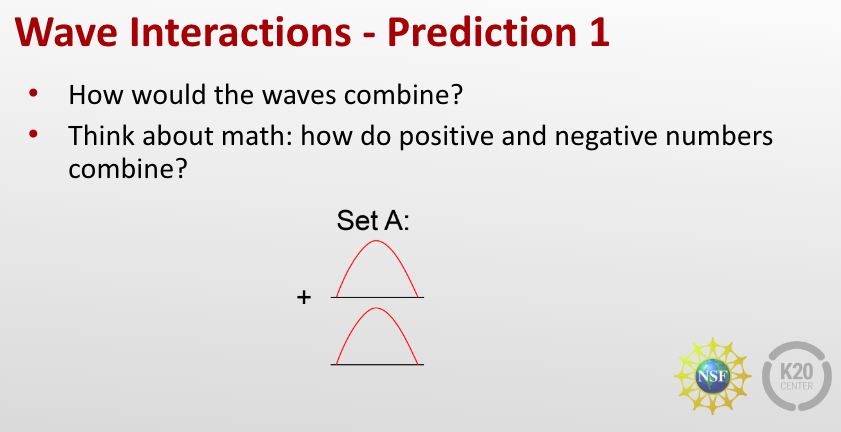 Wave Interactions - Prediction 1
• How would the waves combine?
• Think about math: how do positive and negative numbers
combine?
Set A:
+
NSF
K20
CENTER